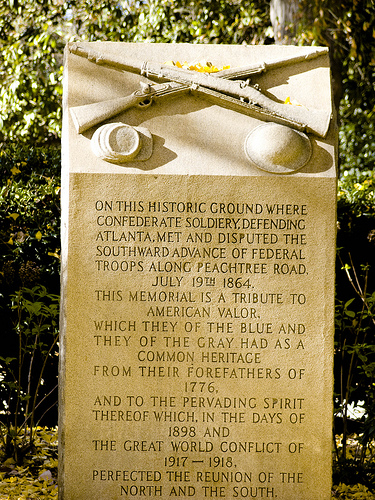 ON THIS HISTORIC GROUND WHERE
CONFEDERATE SOLDIERY, DEFENDING
ATLANTA, MET AND DISPUTED THE
SOUTHWARD ADVANCE OF FEDERAL
TROOPS ALONG PEACHTREE ROAD,
JULY 19TH 1864.
THIS MEMORIAL IS A TRIBUTE TO
AMERICAN VALOR,
WHICH THEY OF THE BLUE AND
THEY OF THE GRAY HAD AS A
COMMON HERITAGE
FROM THEIR FOREFATHERS OF
1776,
AND TO THE PERVADING SPIRIT
THEREOF WHICH, IN THE DAYS OF
1898 AND
THE GREAT WORLD CONFLICT OF
1917 — 1918,
PERFECTED THE REUNION OF THE
NORTH AND THE SOUTH.